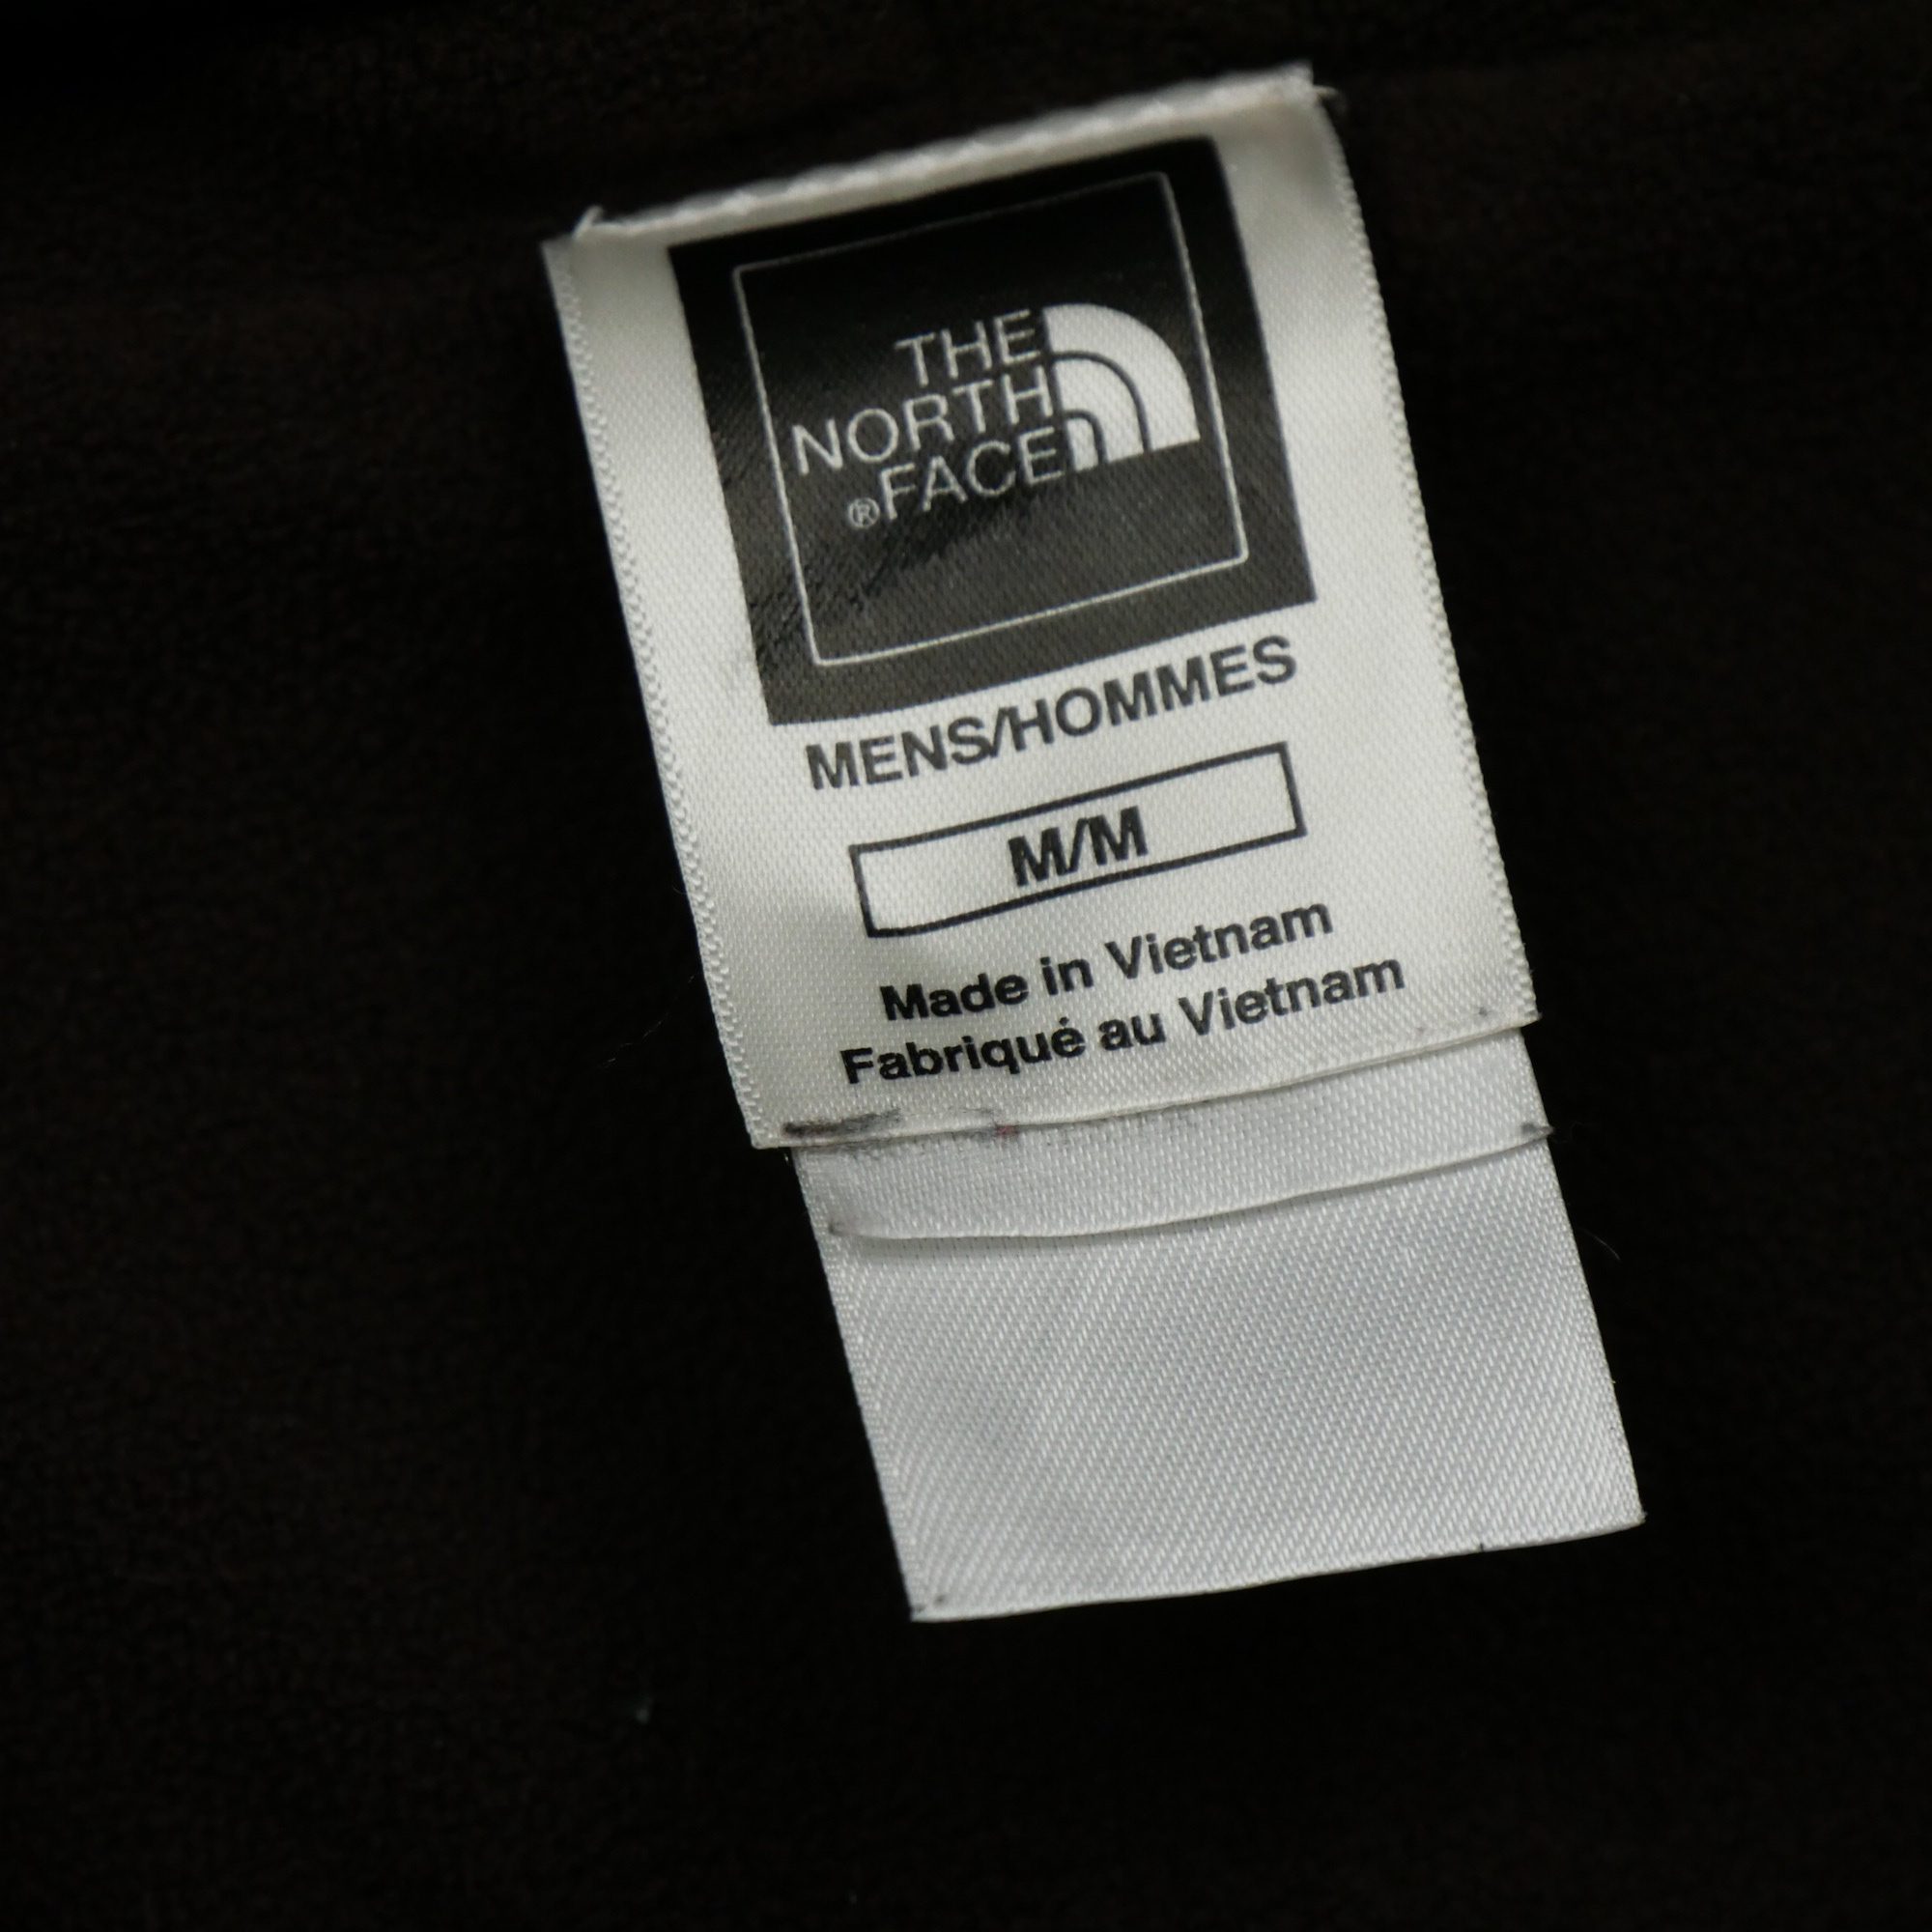 THE
NORTH
®FACE
MENS/HOMMES
M/M
Made in Vietnam
Fabriqué au Vietnam